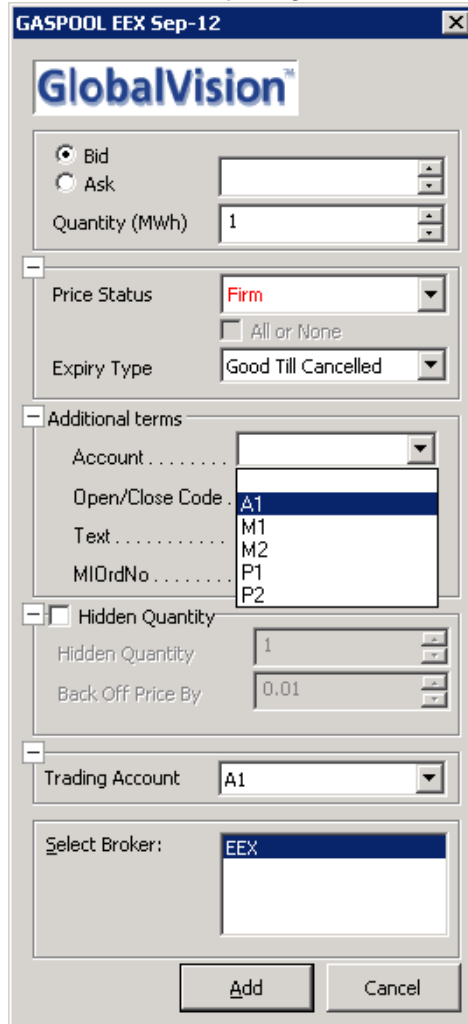 GASPOOL EEX Sep-12
GlobalVision™
Bid
Ask
Quantity (MWh) 1
Price Status Firm
All or None
Expiry Type Good Till Cancelled
Additional terms
Account . . . . . . . .
Open/Close Code .
A1
Text . . . . . . . . . . .
M1
M2
MIOrdNo . . . . . . . .
P1
P2
Hidden Quantity
Hidden Quantity 1
Back Off Price By 0.01
Trading Account A1
Select Broker: EEX
Add Cancel